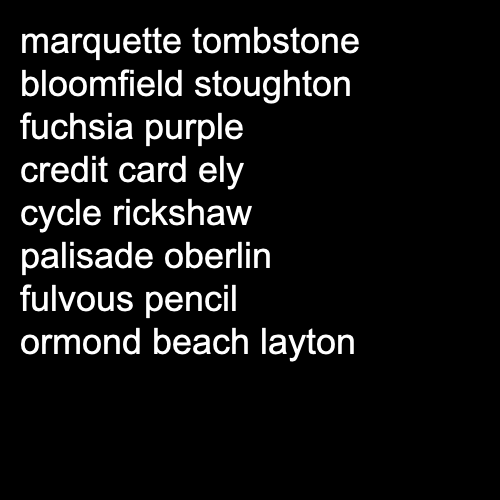 marquette tombstone
bloomfield stoughton
fuchsia purple
credit card ely
cycle rickshaw
palisade oberlin
fulvous pencil
ormond beach layton